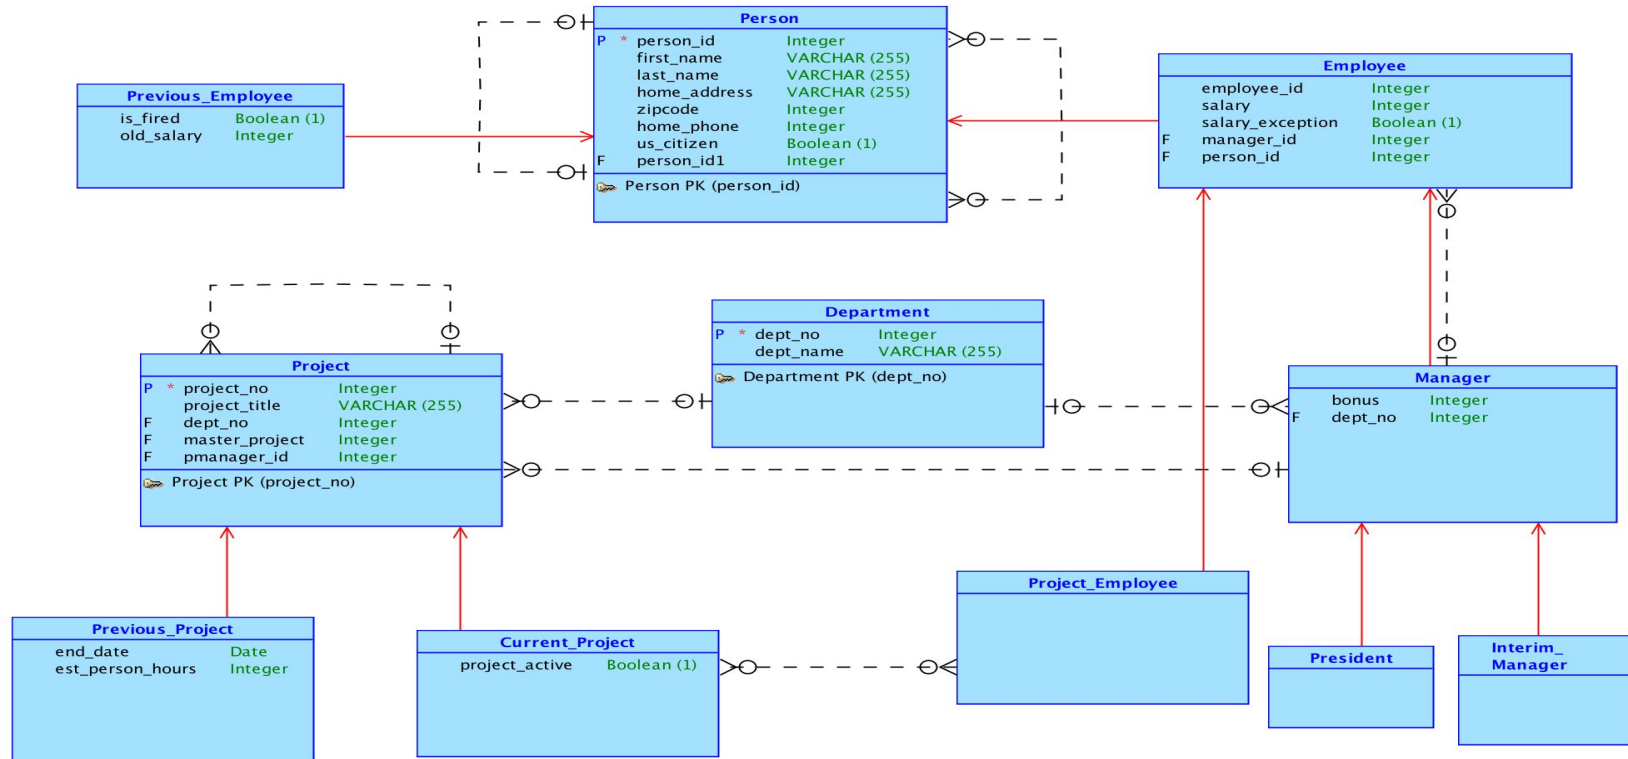 Person
P * person_id Integer
first_name VARCHAR (255)
last_name VARCHAR (255)
home_address VARCHAR (255)
zipcode Integer
home_phone Integer
us_citizen Boolean (1)
F person_id1 Integer
Person PK (person_id)
Previous_Employee
is_fired Boolean (1)
old_salary Integer
Employee
employee_id Integer
salary Integer
salary_exception Boolean (1)
F manager_id Integer
F person_id Integer
Department
P * dept_no Integer
dept_name VARCHAR (255)
Department PK (dept_no)
Project
P * project_no Integer
project_title VARCHAR (255)
F dept_no Integer
F master_project Integer
F pmanager_id Integer
Project PK (project_no)
Manager
bonus Integer
F dept_no Integer
Previous_Project
end_date Date
est_person_hours Integer
Current_Project
project_active Boolean (1)
Project_Employee
President
Interim_
Manager